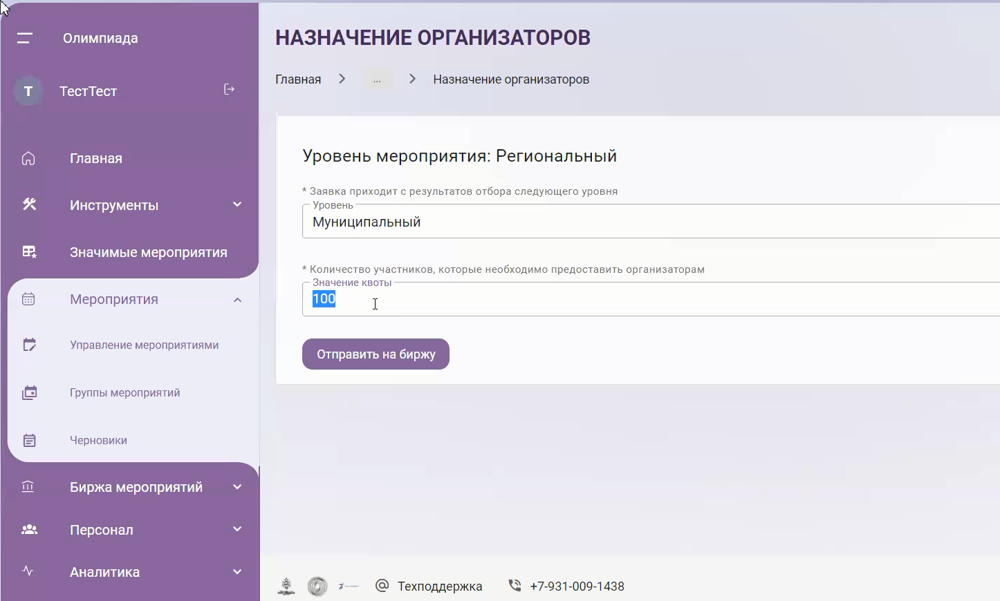 Олимпиада
Т ТестТест
Главная
Инструменты
Значимые мероприятия
Мероприятия
Управление мероприятиями
Группы мероприятий
Черновики
Биржа мероприятий
Персонал
Аналитика
НАЗНАЧЕНИЕ ОРГАНИЗАТОРОВ
Главная ... Назначение организаторов
Уровень мероприятия: Региональный
* Заявка приходит с результатов отбора следующего уровня
Уровень
Муниципальный
* Количество участников, которые необходимо предоставить организаторам
Значение квоты
100
Отправить на биржу
Техподдержка +7-931-009-1438